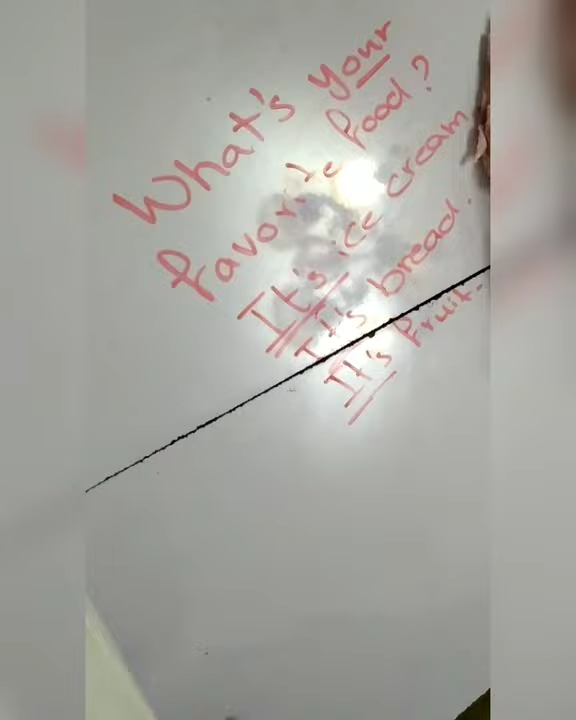 What's your
favorite food?
It's ice cream
It's bread.
It's fruit.